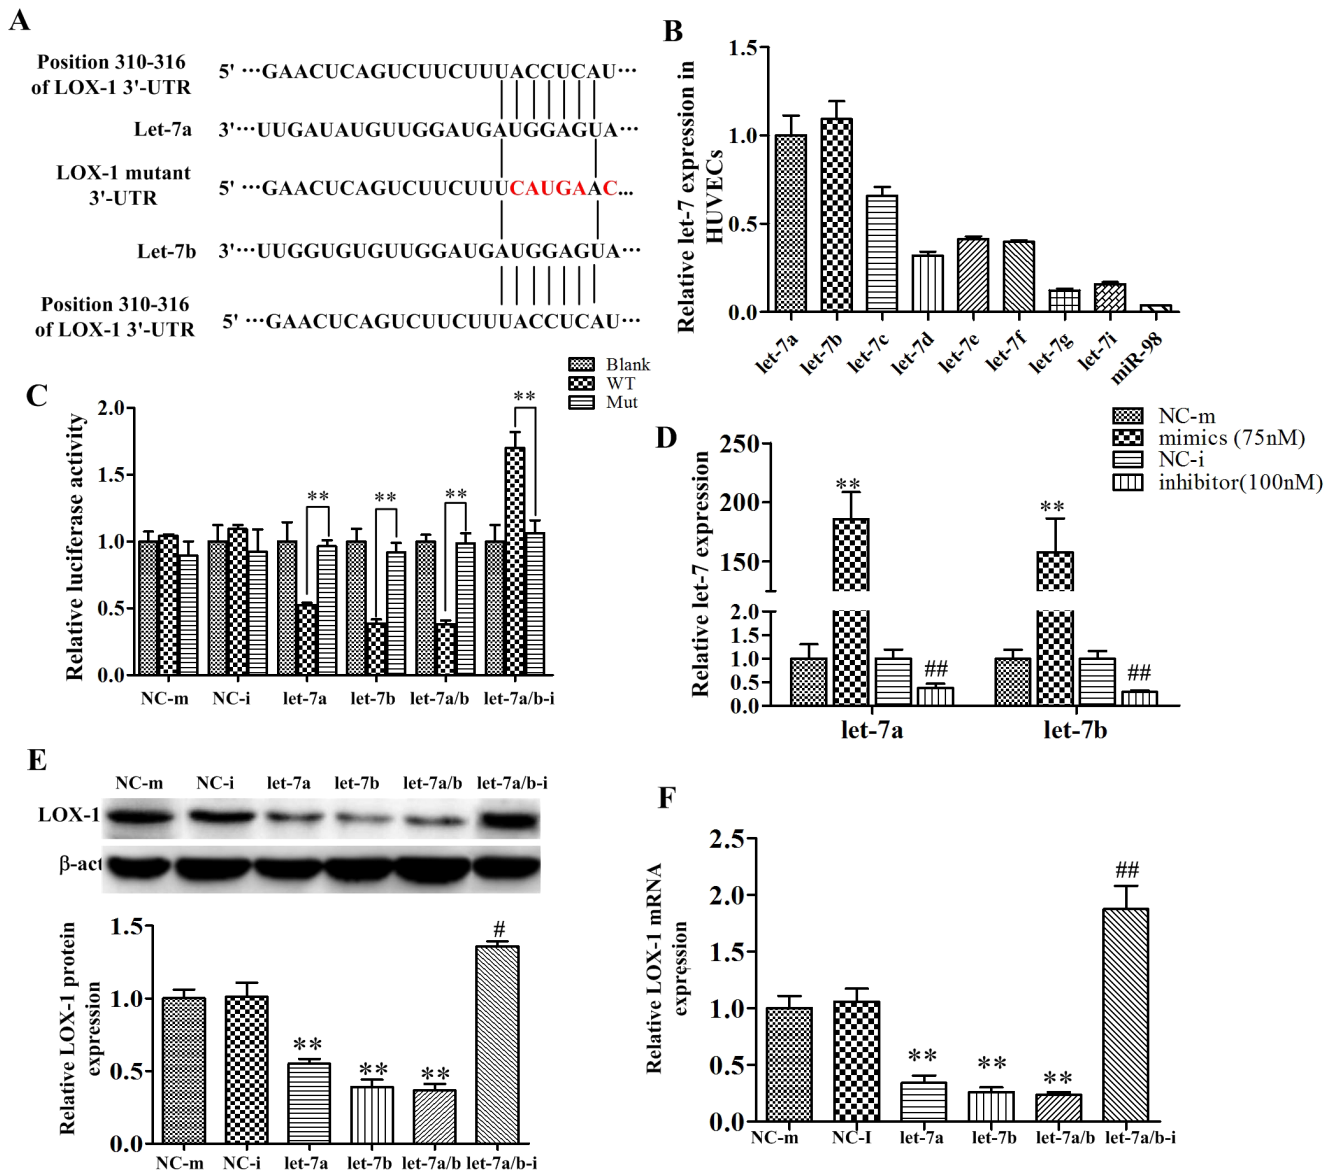 A
Position 310-316
of LOX-1 3'-UTR
5' ···GAACUCAGUCUUCUUUACCUCAU···
Let-7a
3'···UUGAUAUGUUGGAUGAUGGAGUA···
LOX-1 mutant
3'-UTR
5' ···GAACUCAGUCUUCUUUCAUGAAC...
Let-7b
3'···UUGGUGUGUUGGAUGAUGGAGUA···
Position 310-316
of LOX-1 3'-UTR
5' ···GAACUCAGUCUUCUUUACCUCAU···
B
Relative let-7 expression in
HUVECs
1.5
1.0
0.5
0.0
let-7a
let-7b
let-7c
let-7d
let-7e
let-7f
let-7g
let-7i
miR-98
C
Blank
WT
Mut
Relative luciferase activity
2.0
1.5
1.0
0.5
0.0
**
**
**
**
NC-m
NC-i
let-7a
let-7b
let-7a/b
let-7a/b-i
D
NC-m
mimics (75nM)
NC-i
inhibitor(100nM)
Relative let-7 expression
250
200
150
2.0
1.5
1.0
0.5
0.0
**
##
**
##
let-7a
let-7b
E
NC-m
NC-i
let-7a
let-7b
let-7a/b
let-7a/b-i
LOX-1
β-act
Relative LOX-1 protein
expression
1.5
1.0
0.5
0.0
**
**
**
#
NC-m
NC-i
let-7a
let-7b
let-7a/b
let-7a/b-i
F
Relative LOX-1 mRNA
expression
2.5
2.0
1.5
1.0
0.5
0.0
**
**
**
##
NC-m
NC-I
let-7a
let-7b
let-7a/b
let-7a/b-i